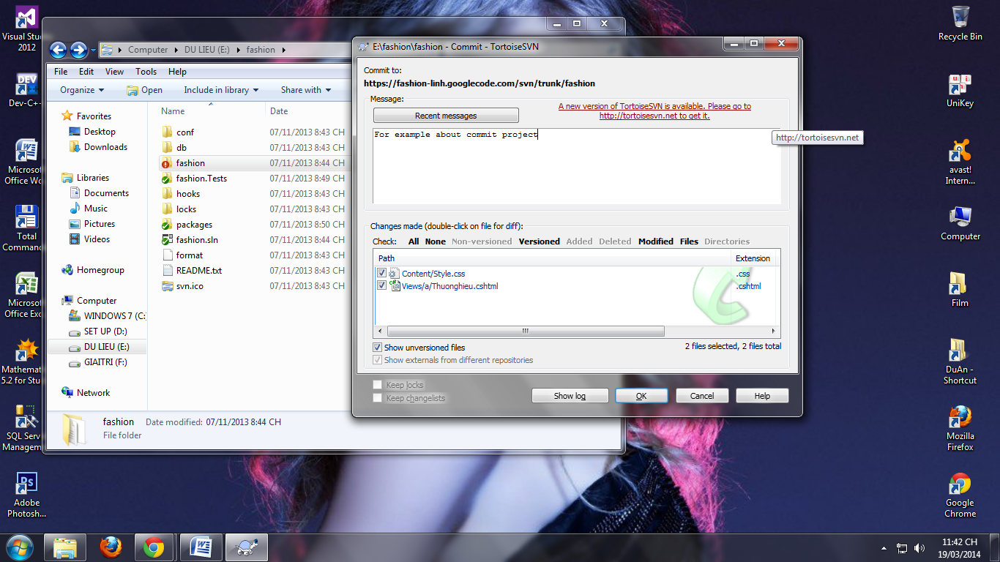 Visual Stu
2012
Dev-C++
Microso
Office Wo
Total
Comman
Microso
Office Exc
Mathemat
5.2 for Stu
SQL Serv
Managem
Ps
Adobe
Photosh...
Computer
DU LIEU (E:)
fashion
File Edit View Tools Help
Organize Open Include in library Share with
Favorites
Desktop
Downloads
Libraries
Documents
Music
Pictures
Videos
Homegroup
Computer
WINDOWS 7 (C:)
SET UP (D:)
DU LIEU (E:)
GIAITRI (F:)
Network
Name Date
conf 07/11/2013 8:43 CH
db 07/11/2013 8:43 CH
fashion 07/11/2013 8:44 CH
fashion.Tests 07/11/2013 8:49 CH
hooks 07/11/2013 8:43 CH
locks 07/11/2013 8:43 CH
packages 07/11/2013 8:50 CH
fashion.sln 07/11/2013 8:44 CH
format 07/11/2013 8:43 CH
README.txt 07/11/2013 8:43 CH
svn.ico 07/11/2013 8:43 CH
fashion Date modified: 07/11/2013 8:44 CH
File folder
E:\fashion\fashion - Commit - TortoiseSVN
Commit to:
https://fashion-linh.googlecode.com/svn/trunk/fashion
Message:
Recent messages
A new version of TortoiseSVN is available. Please go to
http://tortoisesvn.net to get it.
For example about commit project
http://tortoisesvn.net
Changes made (double-click on file for diff):
Check: All None Non-versioned Versioned Added Deleted Modified Files Directories
Path Extension
Content/Style.css .css
Views/a/Thuonghieu.cshtml .cshtml
Show unversioned files 2 files selected, 2 files total
Show externals from different repositories
Keep locks
Keep changelists
Show log OK Cancel Help
Recycle Bin
UniKey
avast!
Intern...
Computer
Film
DuAn -
Shortcut
Mozilla
Firefox
Google
Chrome
11:42 CH
19/03/2014